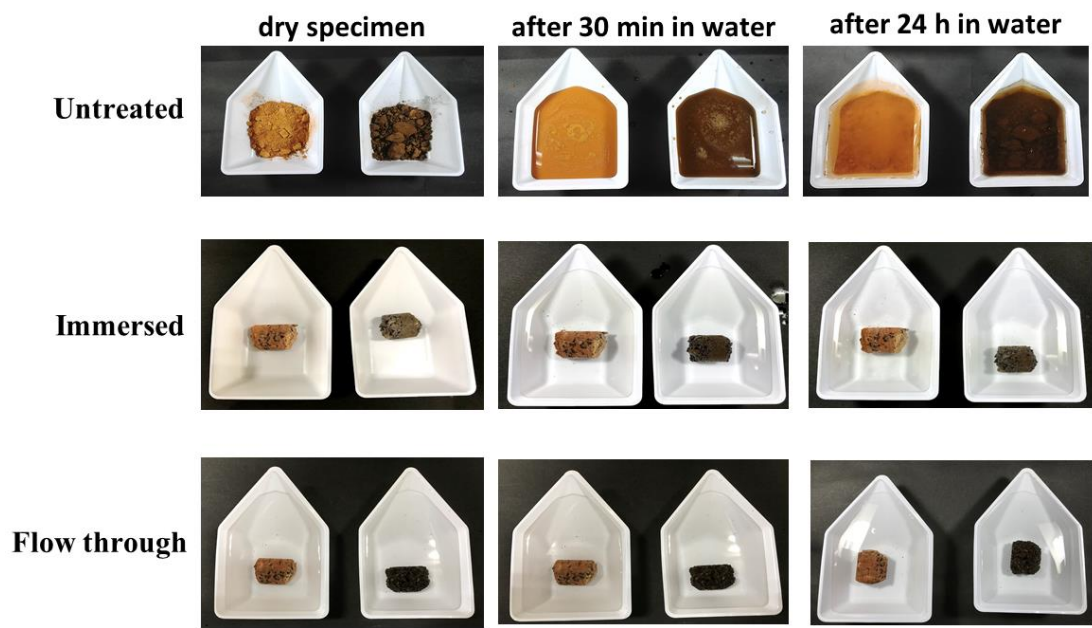 dry specimen
after 30 min in water
after 24 h in water
Untreated
Immersed
Flow through